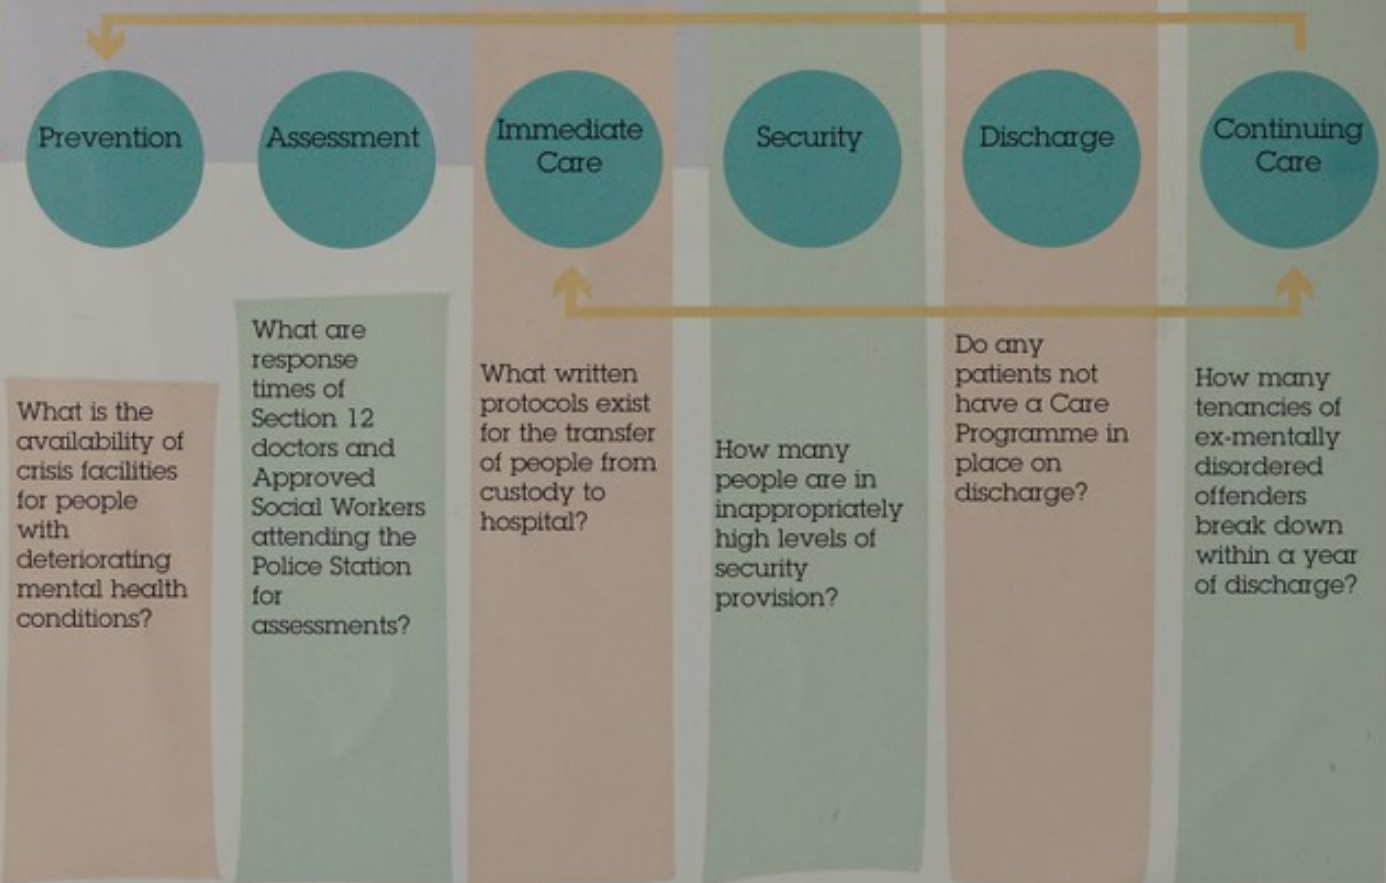 Prevention
Assessment
Immediate
Care
Security
Discharge
Continuing
Care
What is the
availability of
crisis facilities
for people
with
deteriorating
mental health
conditions?
What are
response
times of
Section 12
doctors and
Approved
Social Workers
attending the
Police Station
for
assessments?
What written
protocols exist
for the transfer
of people from
custody to
hospital?
How many
people are in
inappropriately
high levels of
security
provision?
Do any
patients not
have a Care
Programme in
place on
discharge?
How many
tenancies of
ex-mentally
disordered
offenders
break down
within a year
of discharge?